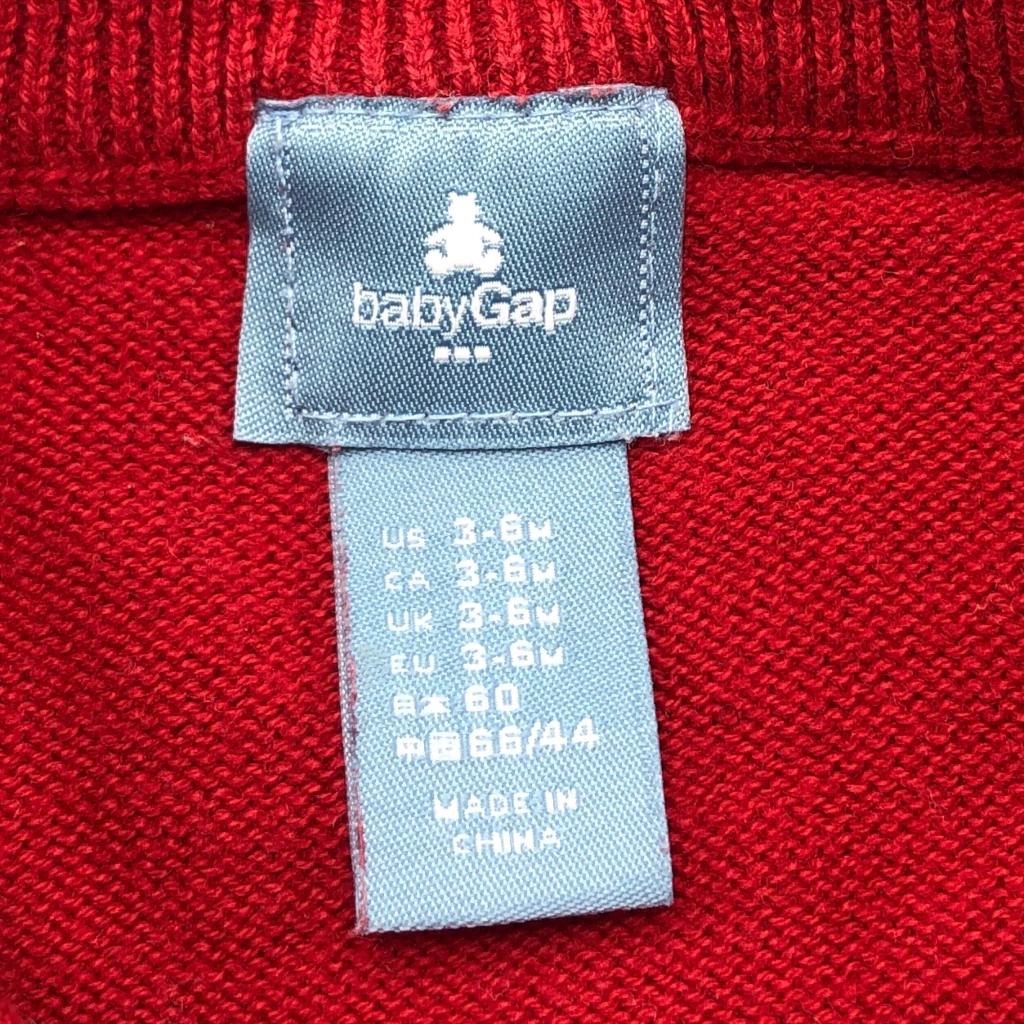 babyGap
US 3-6M
CA 3-6M
UK 3-6M
EU 3-6M
日本 60
中国 66/44
MADE IN
CHINA